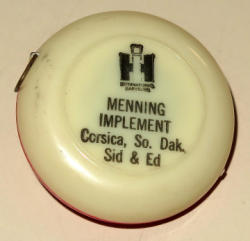 INTERNATIONAL
HARVESTER
MENNING
IMPLEMENT
Corsica, So. Dak.
Sid & Ed